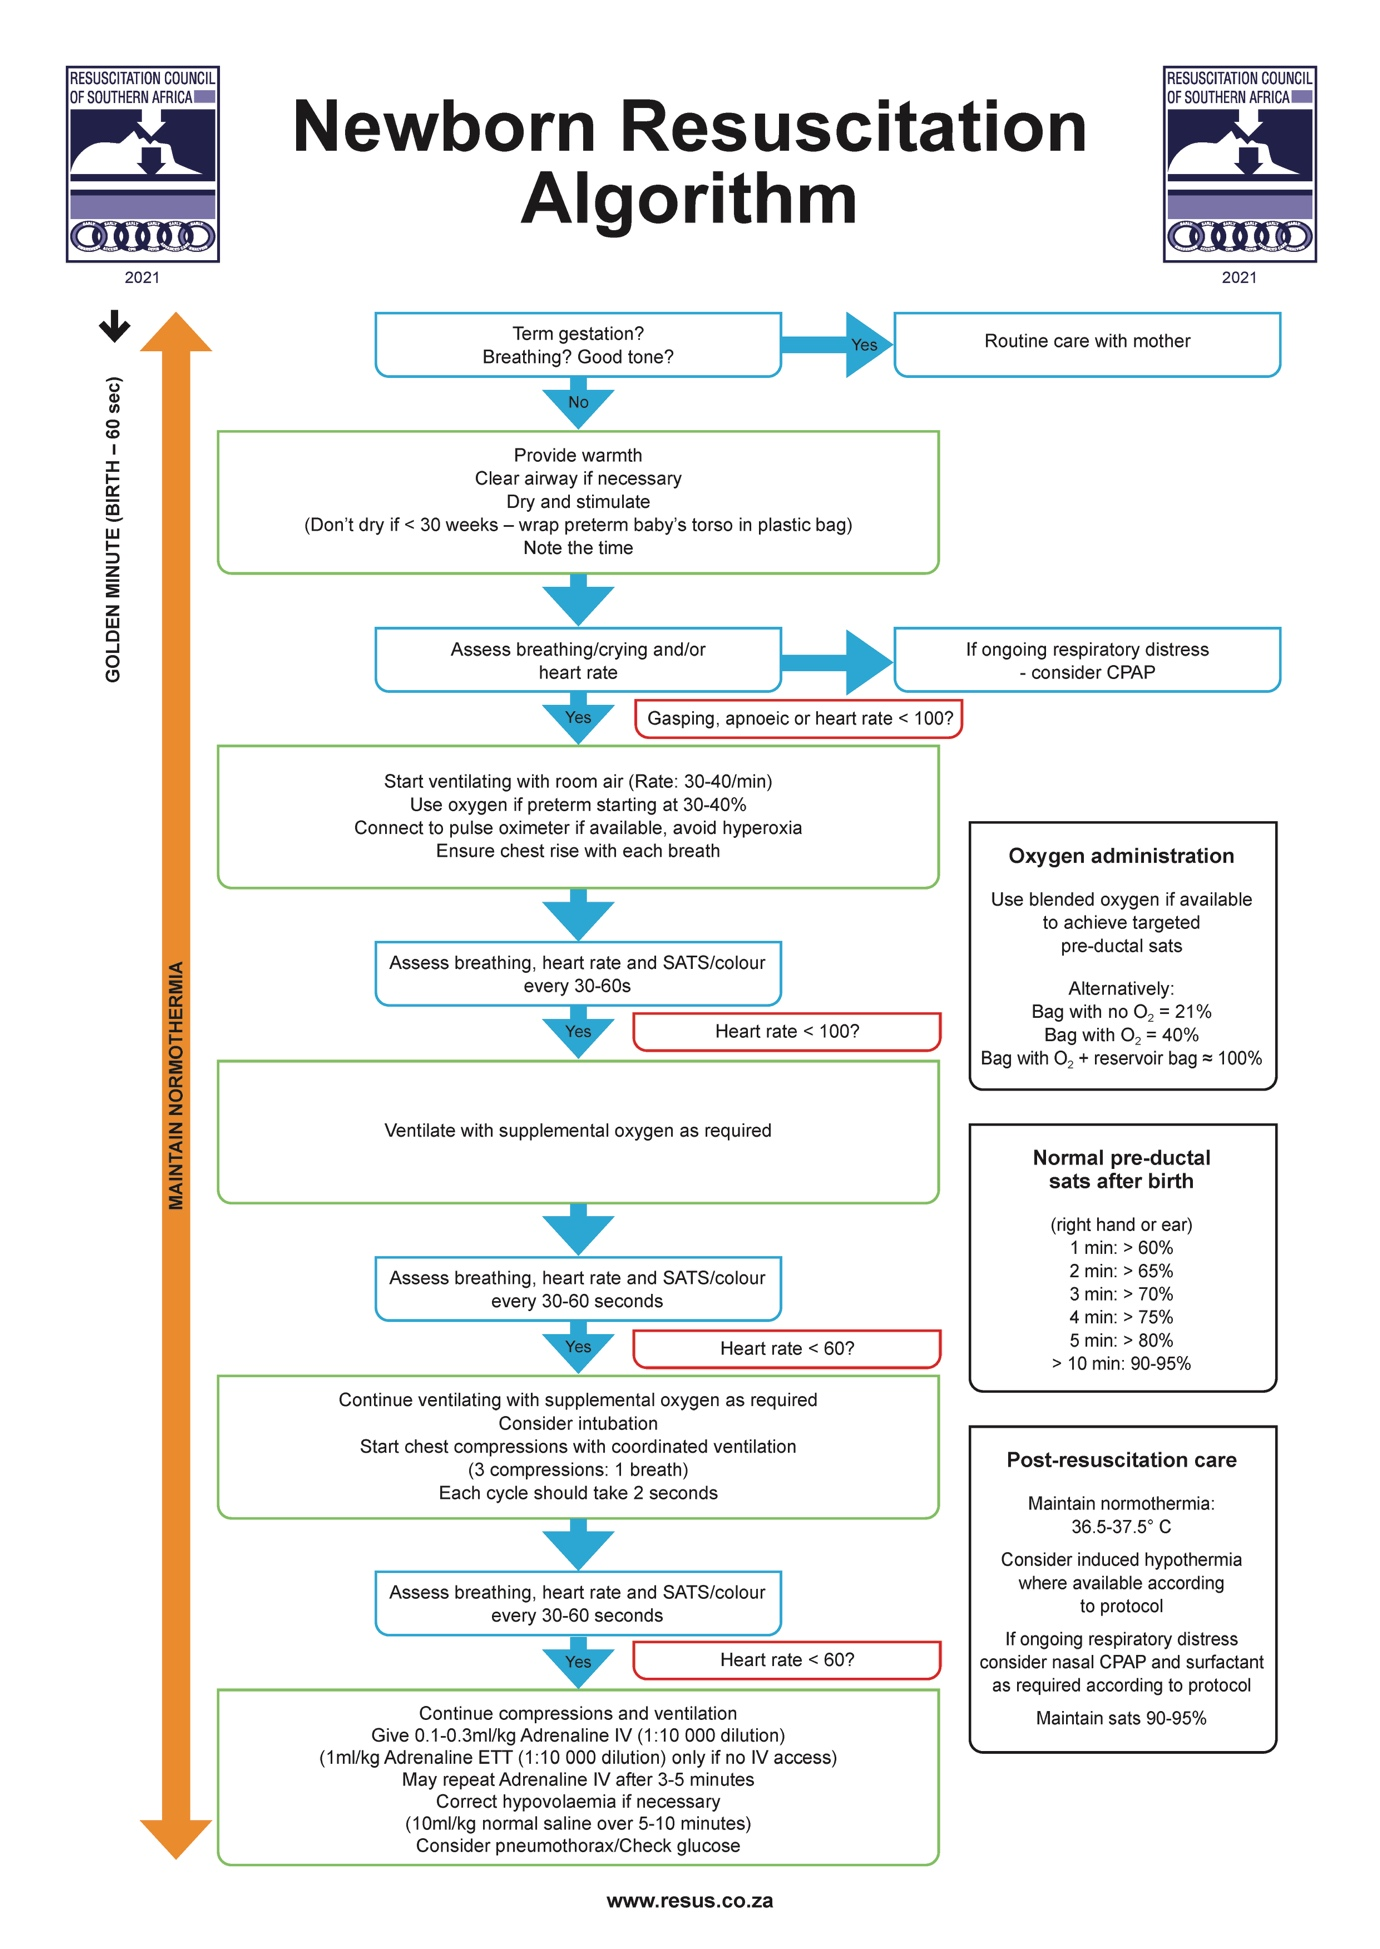 RESUSCITATION COUNCIL
OF SOUTHERN AFRICA
2021
Newborn Resuscitation
Algorithm
RESUSCITATION COUNCIL
OF SOUTHERN AFRICA
2021
GOLDEN MINUTE (BIRTH – 60 sec)
MAINTAIN NORMOTHERMIA
Term gestation?
Breathing? Good tone?
Yes
Routine care with mother
No
Provide warmth
Clear airway if necessary
Dry and stimulate
(Don't dry if < 30 weeks – wrap preterm baby's torso in plastic bag)
Note the time
Assess breathing/crying and/or
heart rate
If ongoing respiratory distress
- consider CPAP
Yes
Gasping, apnoeic or heart rate < 100?
Start ventilating with room air (Rate: 30-40/min)
Use oxygen if preterm starting at 30-40%
Connect to pulse oximeter if available, avoid hyperoxia
Ensure chest rise with each breath
Assess breathing, heart rate and SATS/colour
every 30-60s
Yes
Heart rate < 100?
Ventilate with supplemental oxygen as required
Assess breathing, heart rate and SATS/colour
every 30-60 seconds
Yes
Heart rate < 60?
Continue ventilating with supplemental oxygen as required
Consider intubation
Start chest compressions with coordinated ventilation
(3 compressions: 1 breath)
Each cycle should take 2 seconds
Assess breathing, heart rate and SATS/colour
every 30-60 seconds
Yes
Heart rate < 60?
Continue compressions and ventilation
Give 0.1-0.3ml/kg Adrenaline IV (1:10 000 dilution)
(1ml/kg Adrenaline ETT (1:10 000 dilution) only if no IV access)
May repeat Adrenaline IV after 3-5 minutes
Correct hypovolaemia if necessary
(10ml/kg normal saline over 5-10 minutes)
Consider pneumothorax/Check glucose
Oxygen administration
Use blended oxygen if available
to achieve targeted
pre-ductal sats
Alternatively:
Bag with no O₂ = 21%
Bag with O₂ = 40%
Bag with O₂ + reservoir bag ≈ 100%
Normal pre-ductal
sats after birth
(right hand or ear)
1 min: > 60%
2 min: > 65%
3 min: > 70%
4 min: > 75%
5 min: > 80%
> 10 min: 90-95%
Post-resuscitation care
Maintain normothermia:
36.5-37.5° C
Consider induced hypothermia
where available according
to protocol
If ongoing respiratory distress
consider nasal CPAP and surfactant
as required according to protocol
Maintain sats 90-95%
www.resus.co.za